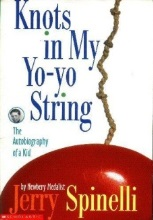 Knots
in My
Yo-yo
String
The
Autobiography
of a Kid
by Newbery Medalist
Jerry Spinelli